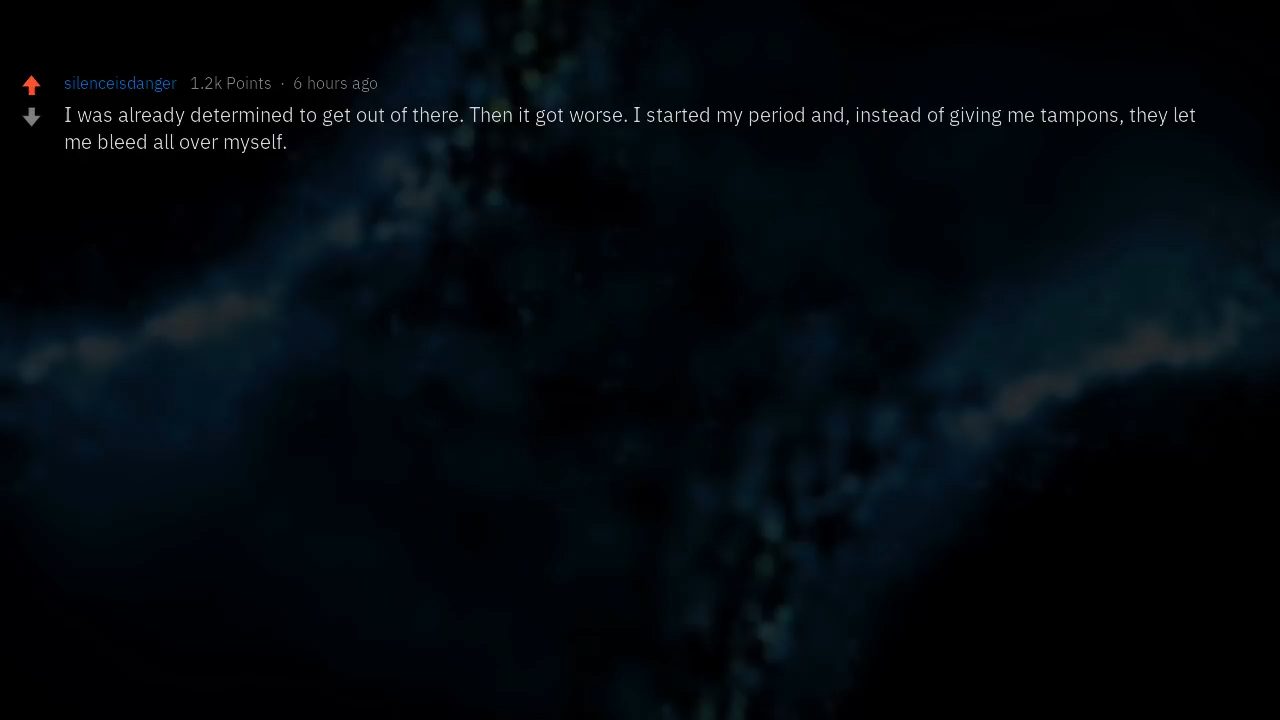 silenceisdanger 1.2k Points · 6 hours ago
I was already determined to get out of there. Then it got worse. I started my period and, instead of giving me tampons, they let
me bleed all over myself.